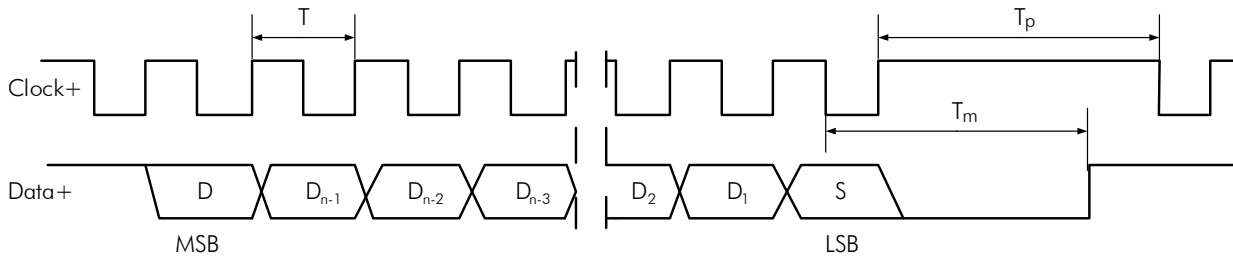 T
Tp
Clock+
Tm
Data+
D
Dn-1
Dn-2
Dn-3
D2
D1
S
MSB
LSB